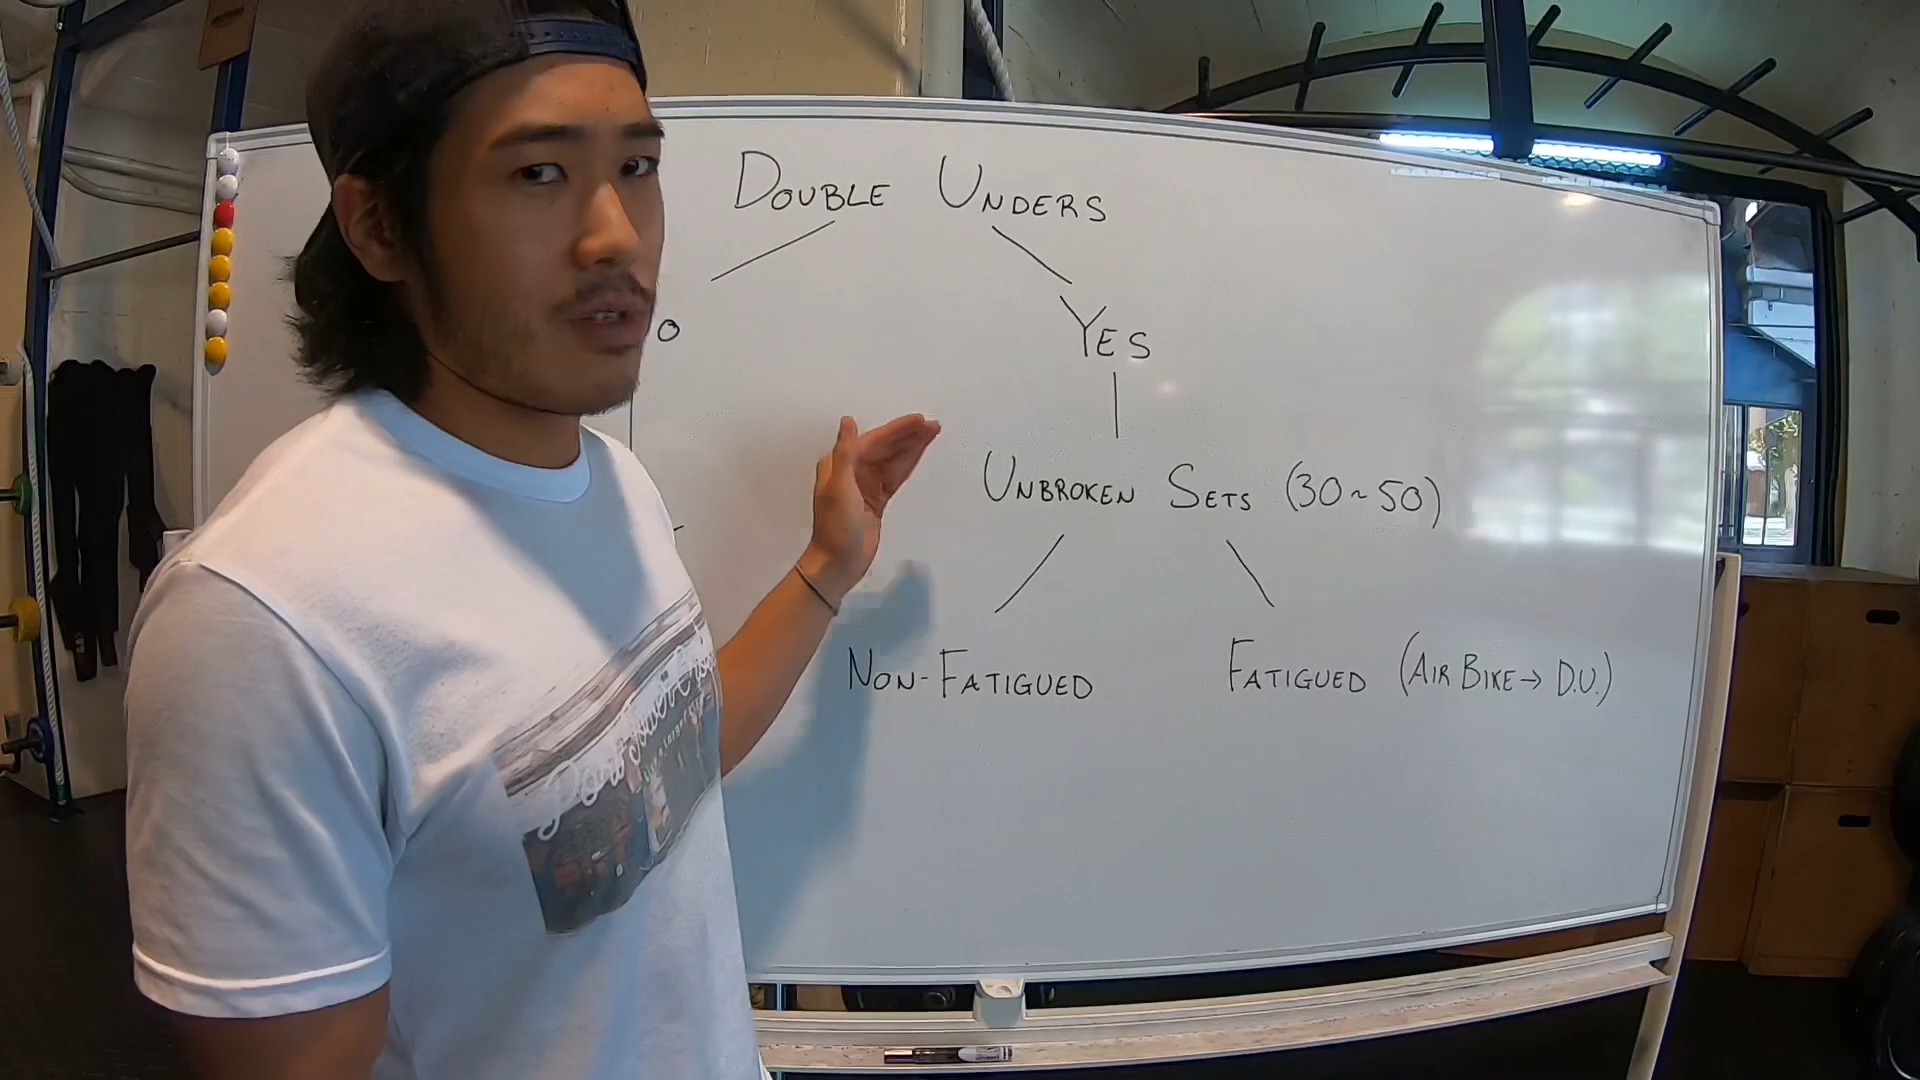 DOUBLE UNDERS
O
YES
UNBROKEN SETS (30~50)
NON-FATIGUED
FATIGUED (AIR BIKE→ D.U.)